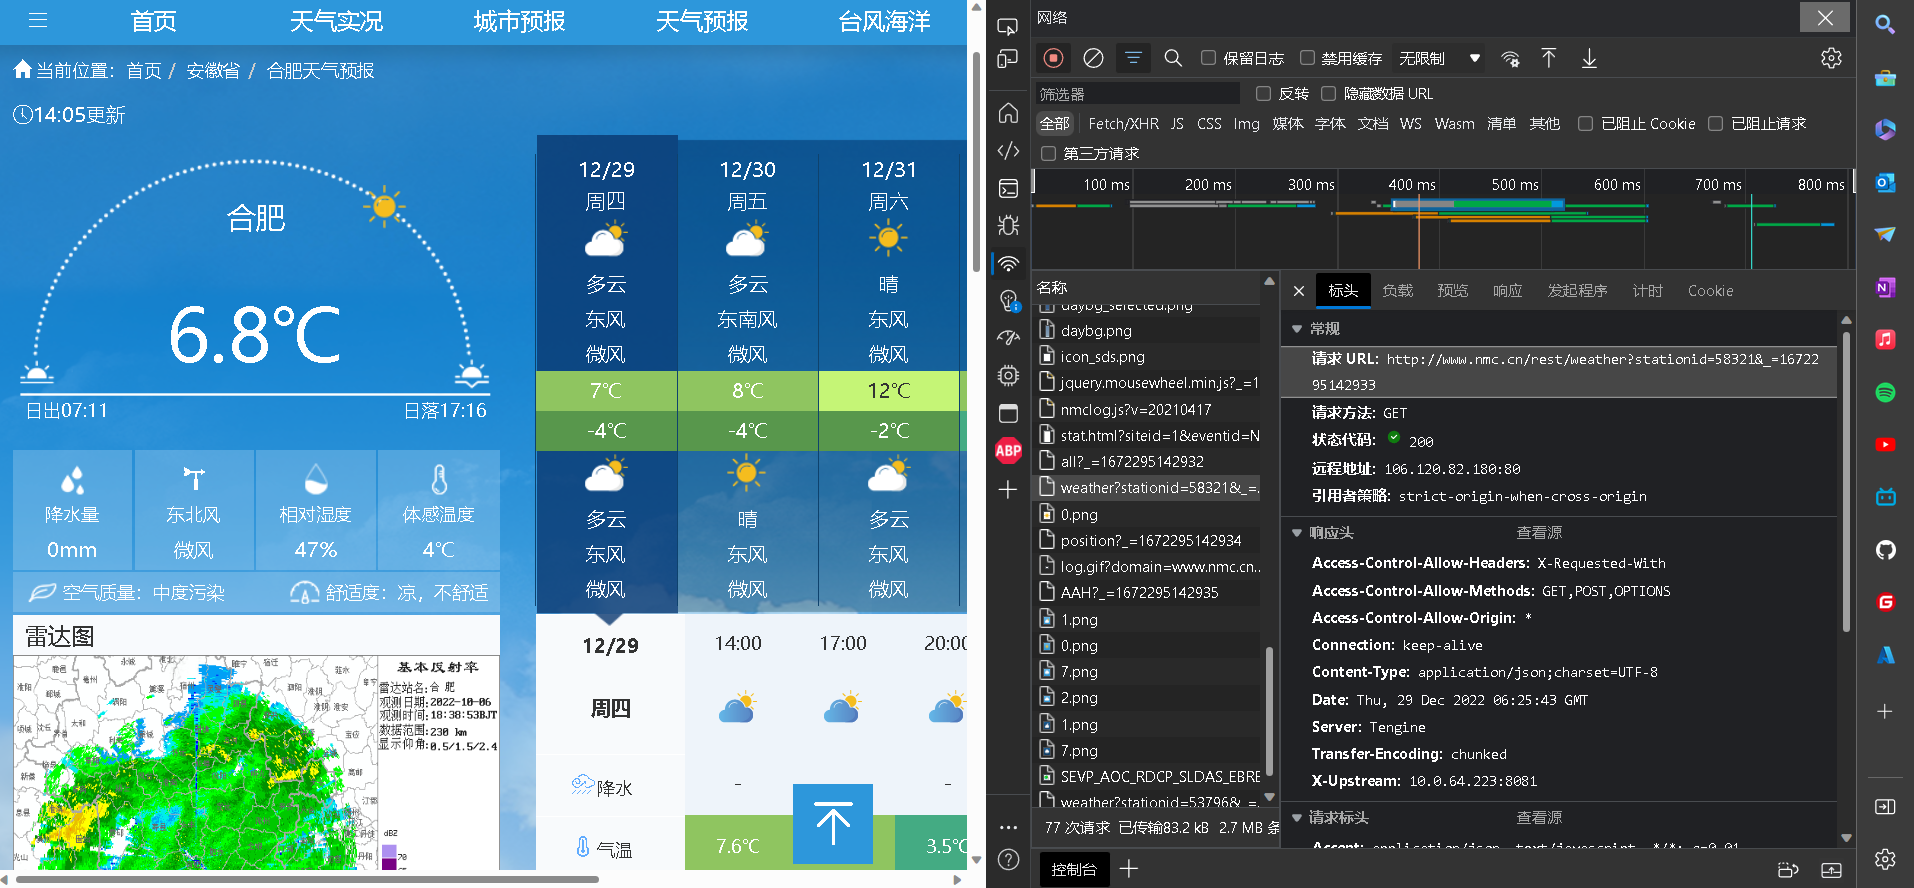 首页 天气实况 城市预报 天气预报 台风海洋
当前位置：首页 / 安徽省 / 合肥天气预报
14:05更新
合肥
6.8℃
日出07:11 日落17:16
降水量 东北风 相对湿度 体感温度
0mm 微风 47% 4℃
空气质量：中度污染 舒适度：凉，不舒适
雷达图
基本反射率
雷达站名:合 肥
观测日期:2022-10-06
观测时间:18:38:53BJT
数据范围:230 km
显示仰角:0.5/1.5/2.4
dBZ
70
12/29 12/30 12/31
周四 周五 周六
多云 多云 晴
东风 东南风 东风
微风 微风 微风
7℃ 8℃ 12℃
-4℃ -4℃ -2℃
多云 晴 多云
东风 东风 东风
微风 微风 微风
12/29 14:00 17:00 20:00
周四
降水 - -
气温 7.6℃ 3.5℃
网络
保留日志 禁用缓存 无限制
筛选器 反转 隐藏数据 URL
全部 Fetch/XHR JS CSS Img 媒体 字体 文档 WS Wasm 清单 其他 已阻止 Cookie 已阻止请求
第三方请求
100 ms 200 ms 300 ms 400 ms 500 ms 600 ms 700 ms 800 ms
名称
daybg_selected.png
daybg.png
icon_sds.png
jquery.mousewheel.min.js?_=1
nmclog.js?v=20210417
stat.html?siteid=1&eventid=N
all?_=1672295142932
weather?stationid=58321&_=...
0.png
position?_=1672295142934
log.gif?domain=www.nmc.cn...
AAH?_=1672295142935
1.png
0.png
7.png
2.png
1.png
7.png
SEVP_AOC_RDCP_SLDAS_EBRE
weather?stationid=53796&_=
77 次请求 已传输83.2 kB 2.7 MB 条
标头 负载 预览 响应 发起程序 计时 Cookie
常规
请求 URL: http://www.nmc.cn/rest/weather?stationid=58321&_=16722
95142933
请求方法: GET
状态代码: 200
远程地址: 106.120.82.180:80
引用者策略: strict-origin-when-cross-origin
响应头 查看源
Access-Control-Allow-Headers: X-Requested-With
Access-Control-Allow-Methods: GET,POST,OPTIONS
Access-Control-Allow-Origin: *
Connection: keep-alive
Content-Type: application/json;charset=UTF-8
Date: Thu, 29 Dec 2022 06:25:43 GMT
Server: Tengine
Transfer-Encoding: chunked
X-Upstream: 10.0.64.223:8081
请求标头 查看源
Accept: application/json, text/javascript, */*; q=0.01
控制台
ABP